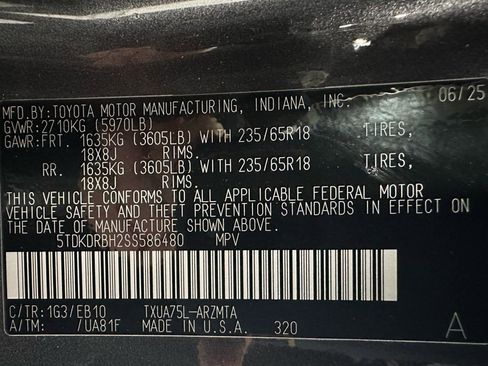 MFD.BY:TOYOTA MOTOR MANUFACTURING, INDIANA, INC. 06/25
GVWR:2710KG (5970LB)
GAWR:FRT. 1635KG (3605LB) WITH 235/65R18 TIRES,
18X8J RIMS.
RR. 1635KG (3605LB) WITH 235/65R18 TIRES,
18X8J RIMS.
THIS VEHICLE CONFORMS TO ALL APPLICABLE FEDERAL MOTOR
VEHICLE SAFETY AND THEFT PREVENTION STANDARDS IN EFFECT ON
THE DATE OF MANUFACTURE SHOWN ABOVE.
5TDKDRBH2SS586480 MPV
C/TR:1G3/EB10 TXUA75L-ARZMTA
A/TM: /UA81F MADE IN U.S.A. 320 A